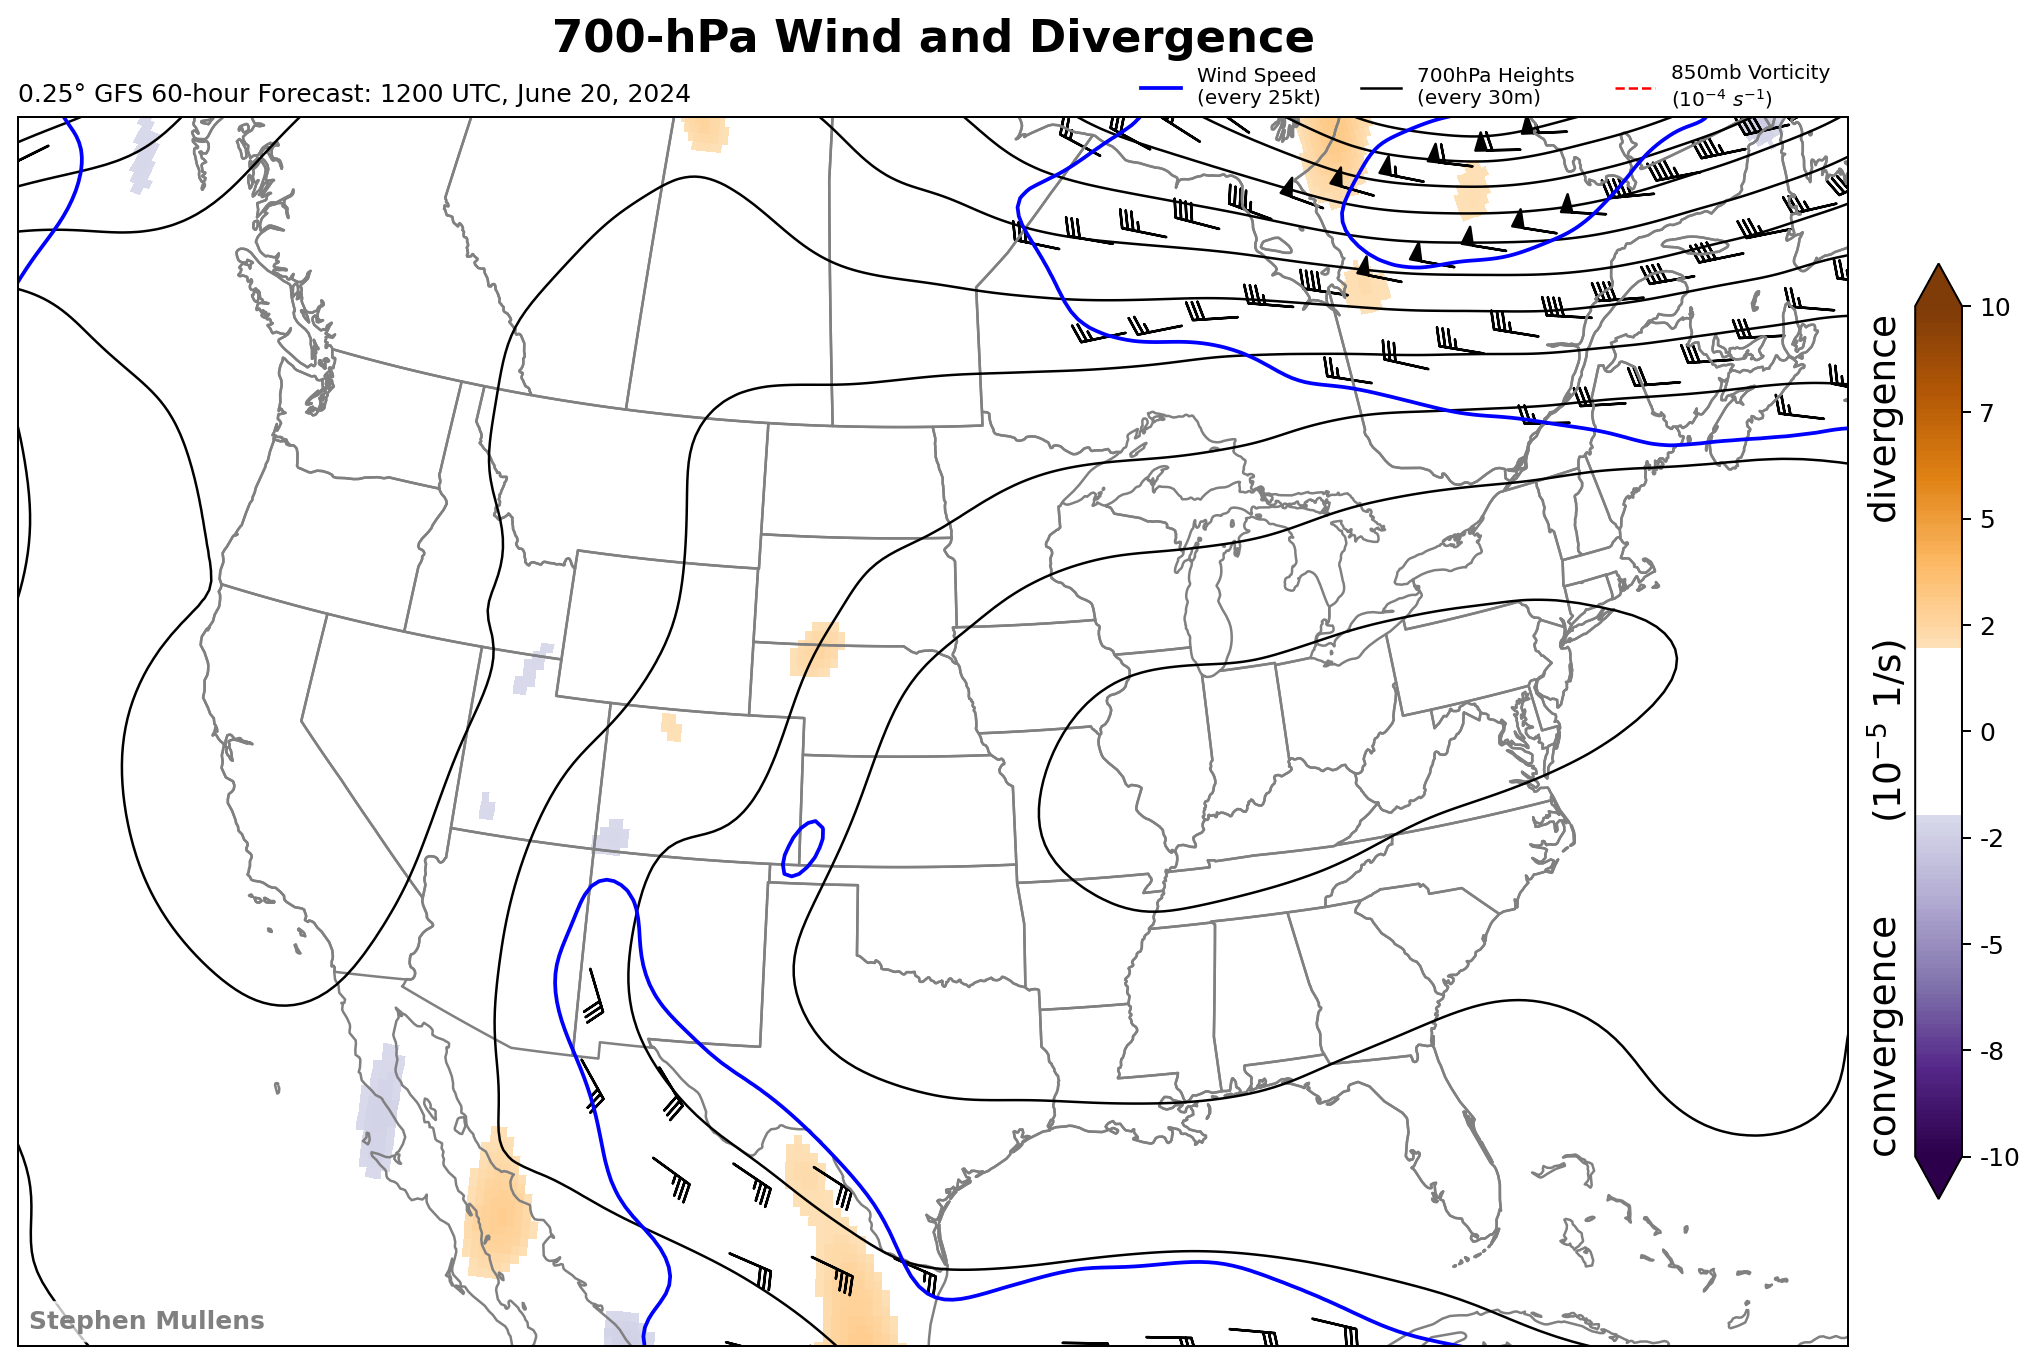 700-hPa Wind and Divergence
0.25° GFS 60-hour Forecast: 1200 UTC, June 20, 2024
Wind Speed
(every 25kt)
700hPa Heights
(every 30m)
850mb Vorticity
(10⁻⁴ s⁻¹)
10
7
5
2
0
-2
-5
-8
-10
divergence
(10⁻⁵ 1/s)
convergence
Stephen Mullens